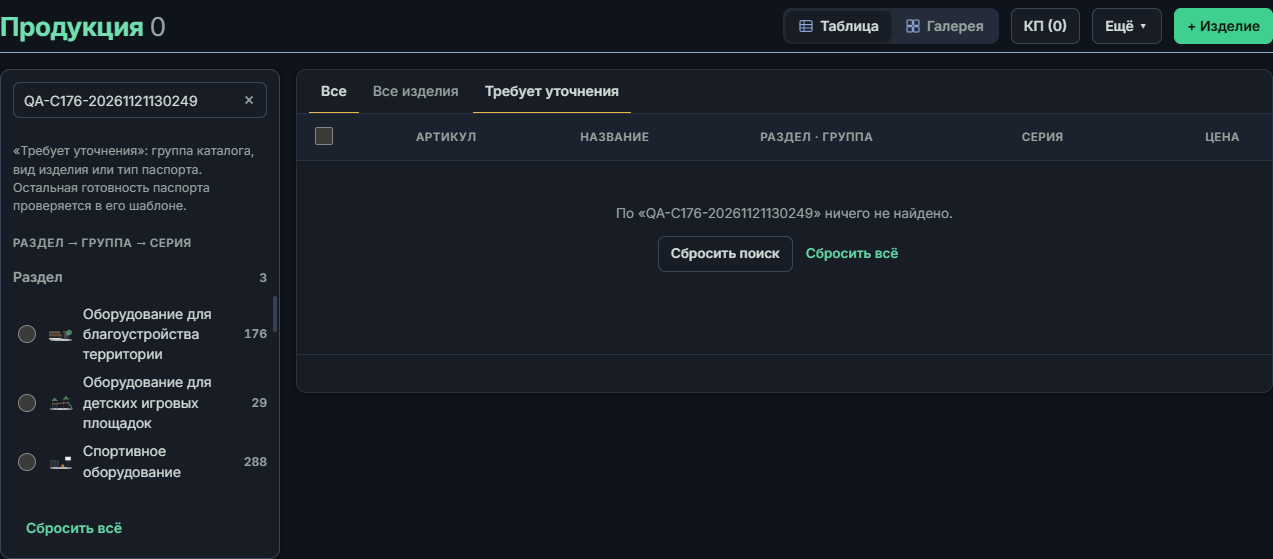 Продукция 0
Таблица
Галерея
КП (0)
Ещё ▾
+ Изделие
QA-C176-20261121130249 ×
«Требует уточнения»: группа каталога,
вид изделия или тип паспорта.
Остальная готовность паспорта
проверяется в его шаблоне.
РАЗДЕЛ → ГРУППА → СЕРИЯ
Раздел 3
Оборудование для
благоустройства 176
территории
Оборудование для
детских игровых 29
площадок
Спортивное
оборудование 288
Сбросить всё
Все Все изделия Требует уточнения
АРТИКУЛ НАЗВАНИЕ РАЗДЕЛ · ГРУППА СЕРИЯ ЦЕНА
По «QA-C176-20261121130249» ничего не найдено.
Сбросить поиск Сбросить всё